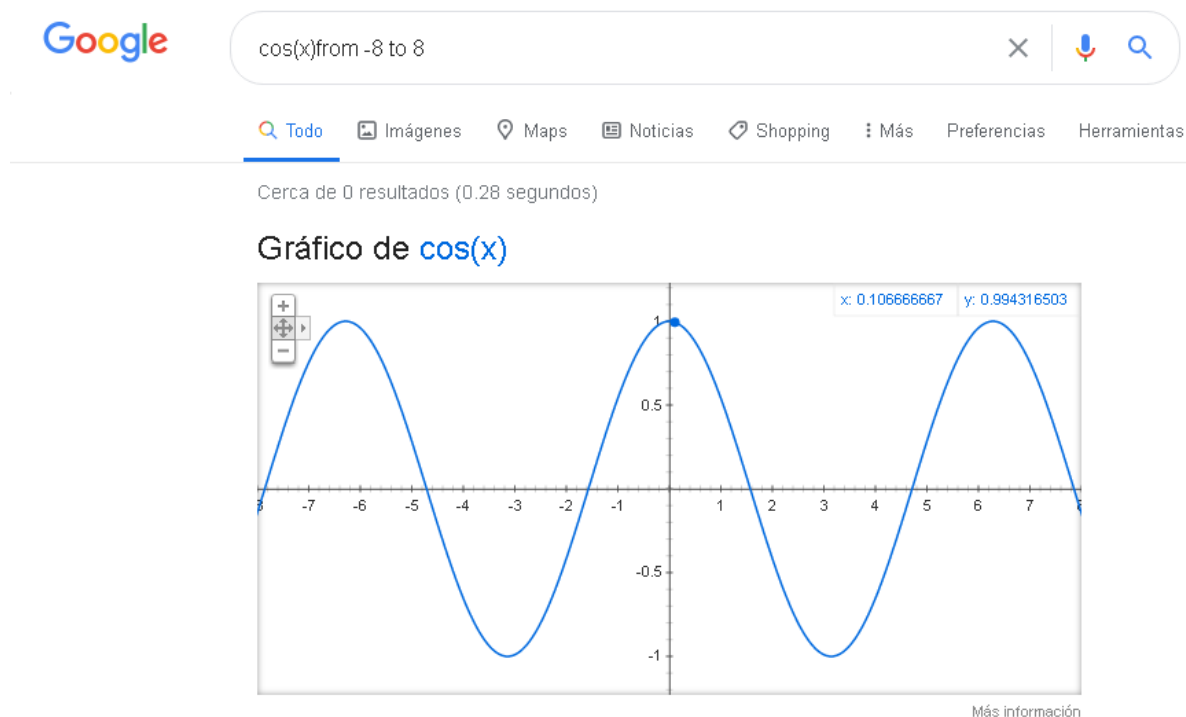 Google
cos(x)from -8 to 8
Todo Imágenes Maps Noticias Shopping Más Preferencias Herramientas
Cerca de 0 resultados (0.28 segundos)
Gráfico de cos(x)
x: 0.106666667 y: 0.994316503
1
0.5
-7 -6 -5 -4 -3 -2 -1 1 2 3 4 5 6 7
-0.5
-1
Más información